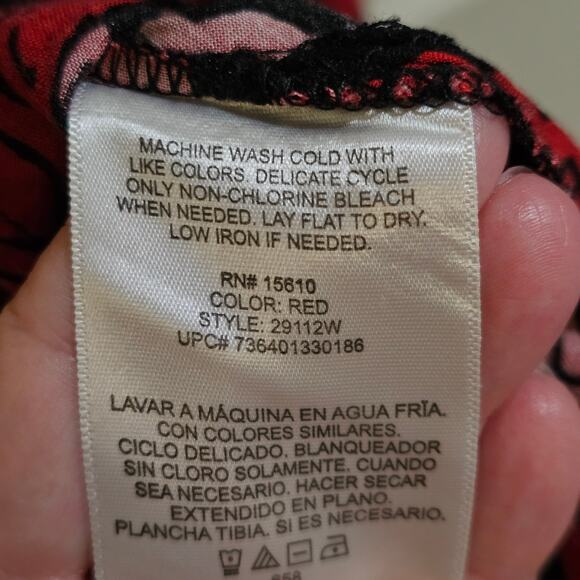 MACHINE WASH COLD WITH
LIKE COLORS. DELICATE CYCLE
ONLY NON-CHLORINE BLEACH
WHEN NEEDED. LAY FLAT TO DRY.
LOW IRON IF NEEDED.
RN# 15610
COLOR: RED
STYLE: 29112W
UPC# 736401330186
LAVAR A MÁQUINA EN AGUA FRÏA.
CON COLORES SIMILARES.
CICLO DELICADO. BLANQUEADOR
SIN CLORO SOLAMENTE. CUANDO
SEA NECESARIO. HACER SECAR
EXTENDIDO EN PLANO.
PLANCHA TIBIA. SI ES NECESARIO.